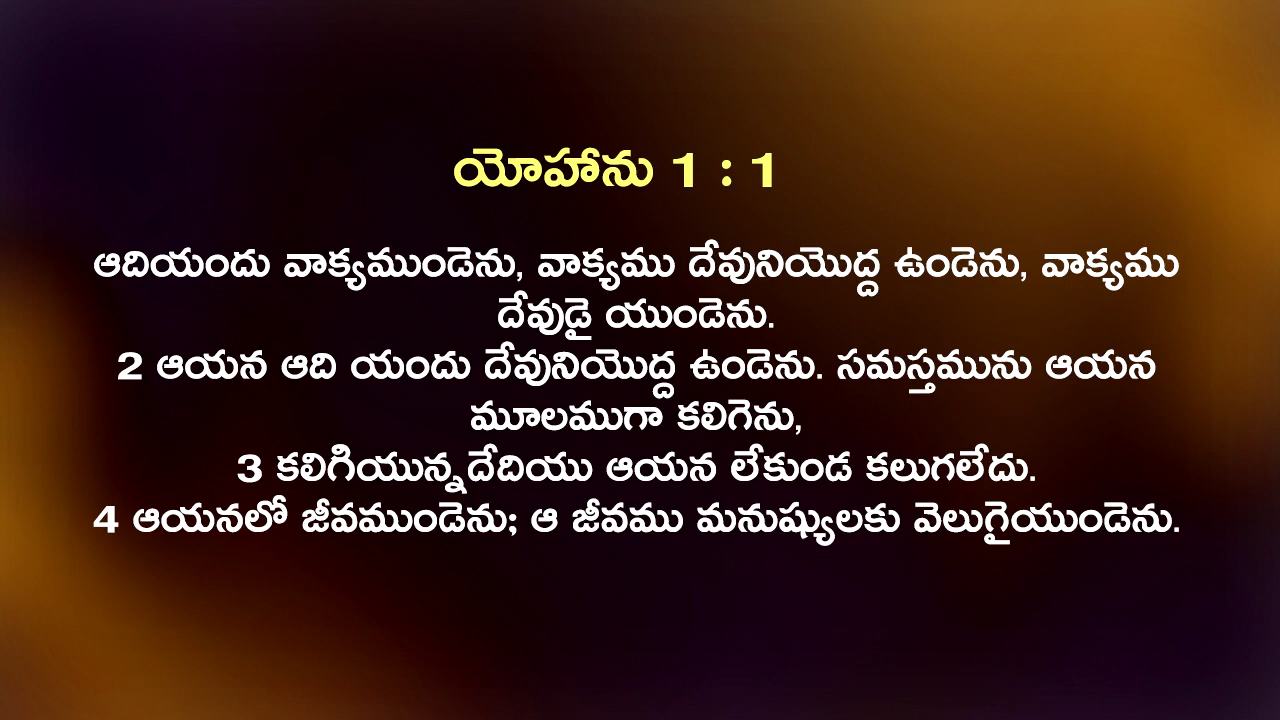 యోహాను 1 : 1
ఆదియందు వాక్యముండెను, వాక్యము దేవునియొద్ద ఉండెను, వాక్యము
దేవుడై యుండెను.
2 ఆయన ఆది యందు దేవునియొద్ద ఉండెను. సమస్తమును ఆయన
మూలముగా కలిగెను,
3 కలిగియున్నదేదియు ఆయన లేకుండ కలుగలేదు.
4 ఆయనలో జీవముండెను; ఆ జీవము మనుష్యులకు వెలుగైయుండెను.